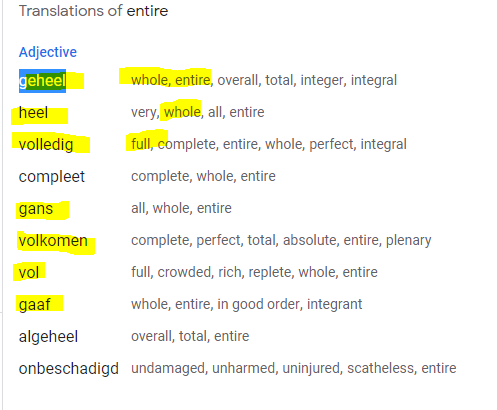 Translations of entire
Adjective
geheel whole, entire, overall, total, integer, integral
heel very, whole, all, entire
volledig full, complete, entire, whole, perfect, integral
compleet complete, whole, entire
gans all, whole, entire
volkomen complete, perfect, total, absolute, entire, plenary
vol full, crowded, rich, replete, whole, entire
gaaf whole, entire, in good order, integrant
algeheel overall, total, entire
onbeschadigd undamaged, unharmed, uninjured, scatheless, entire